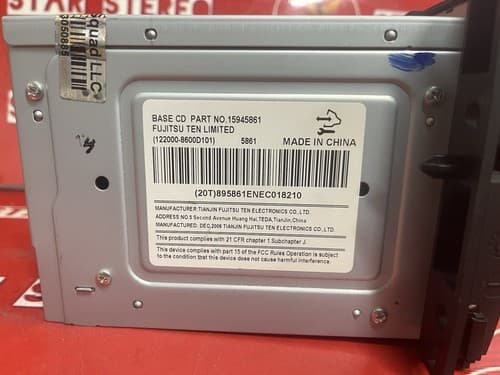 STAR STEREO
Squad LLC
3050885
BASE CD PART NO.15945861
FUJITSU TEN LIMITED
(122000-8600D101) 5861 MADE IN CHINA
(20T)895861ENEC018210
MANUFACTURER:TIANJIN FUJITSU TEN ELECTRONICS CO.,LTD.
ADDRESS NO.5 Second Avenue Huang Hai,TEDA,TianJin,China
MANUFACTURED: DEC,2006 TIANJIN FUJITSU TEN ELECTRONICS CO.,LTD.
This product complies with 21 CFR chapter 1.Subchapter J.
This device complies with part 15 of the FCC Rules Operation is subject
to the condition that this device does not cause harmful interference.